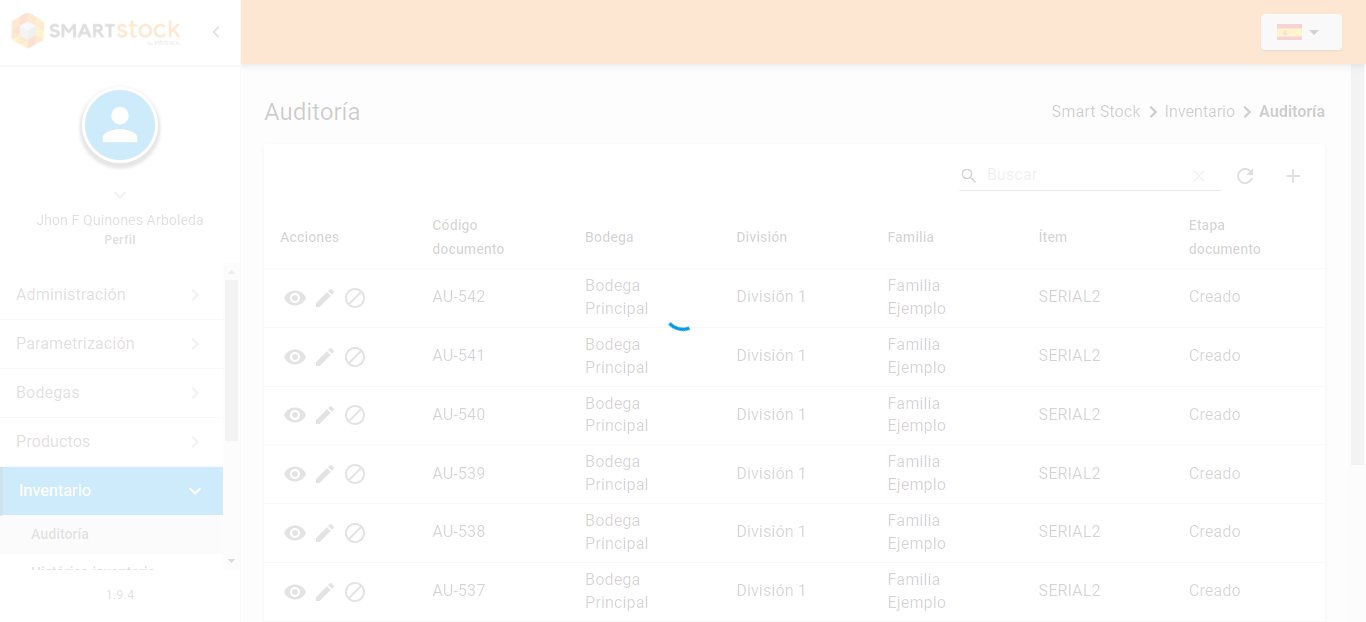 SMARTstock
Auditoría
Smart Stock > Inventario > Auditoría
Buscar
Jhon F Quinones Arboleda
Perfil
Administración
Parametrización
Bodegas
Productos
Inventario
Auditoría
Histórico inventario
1.9.4
Acciones
Código
documento
Bodega
División
Familia
Ítem
Etapa
documento
AU-542
Bodega
Principal
División 1
Familia
Ejemplo
SERIAL2
Creado
AU-541
Bodega
Principal
División 1
Familia
Ejemplo
SERIAL2
Creado
AU-540
Bodega
Principal
División 1
Familia
Ejemplo
SERIAL2
Creado
AU-539
Bodega
Principal
División 1
Familia
Ejemplo
SERIAL2
Creado
AU-538
Bodega
Principal
División 1
Familia
Ejemplo
SERIAL2
Creado
AU-537
Bodega
Principal
División 1
Familia
Ejemplo
SERIAL2
Creado